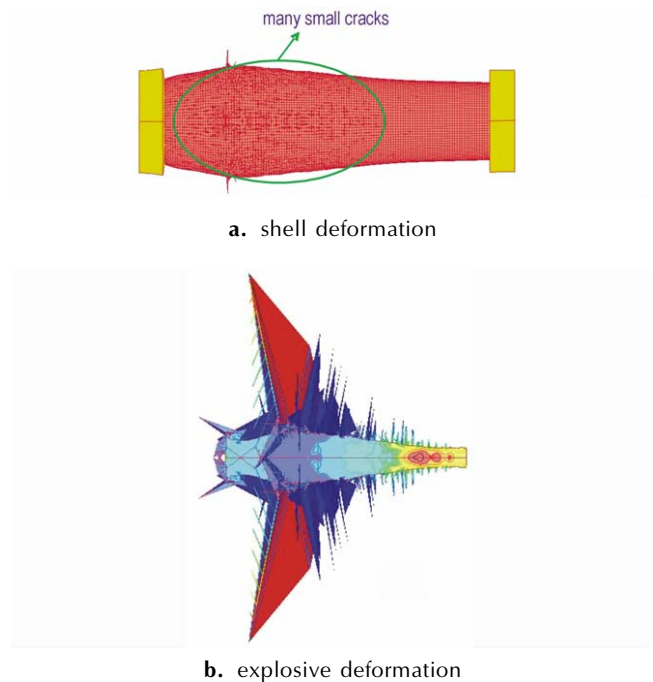 many small cracks
a. shell deformation
b. explosive deformation